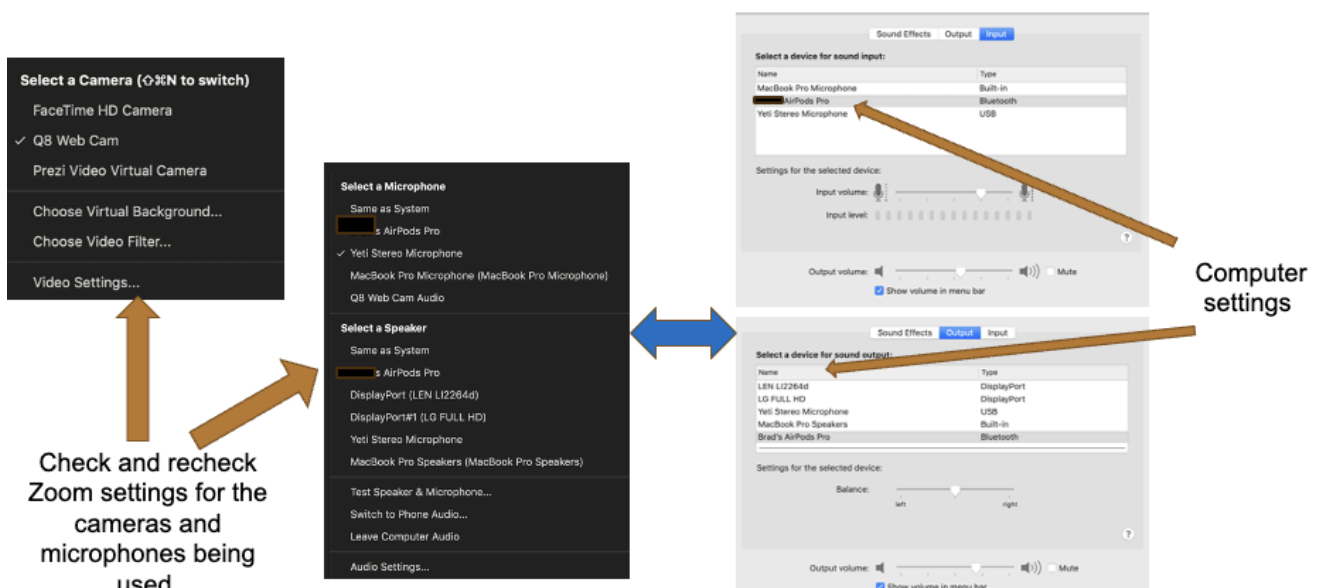 Select a Camera (⇧⌘N to switch)
FaceTime HD Camera
✓ Q8 Web Cam
Prezi Video Virtual Camera
Choose Virtual Background...
Choose Video Filter...
Video Settings...
Check and recheck
Zoom settings for the
cameras and
microphones being
used
Select a Microphone
Same as System
s AirPods Pro
✓ Yeti Stereo Microphone
MacBook Pro Microphone (MacBook Pro Microphone)
Q8 Web Cam Audio
Select a Speaker
Same as System
s AirPods Pro
DisplayPort (LEN LI2264d)
DisplayPort#1 (LG FULL HD)
Yeti Stereo Microphone
MacBook Pro Speakers (MacBook Pro Speakers)
Test Speaker & Microphone...
Switch to Phone Audio...
Leave Computer Audio
Audio Settings...
Sound Effects Output Input
Select a device for sound input:
Name Type
MacBook Pro Microphone Built-in
AirPods Pro Bluetooth
Yeti Stereo Microphone USB
Settings for the selected device:
Input volume:
Input level:
?
Output volume: Mute
Show volume in menu bar
Sound Effects Output Input
Select a device for sound output:
Name Type
LEN LI2264d DisplayPort
LG FULL HD DisplayPort
Yeti Stereo Microphone USB
MacBook Pro Speakers Built-in
Brad's AirPods Pro Bluetooth
Settings for the selected device:
Balance:
left right
?
Output volume: Mute
Show volume in menu bar
Computer
settings